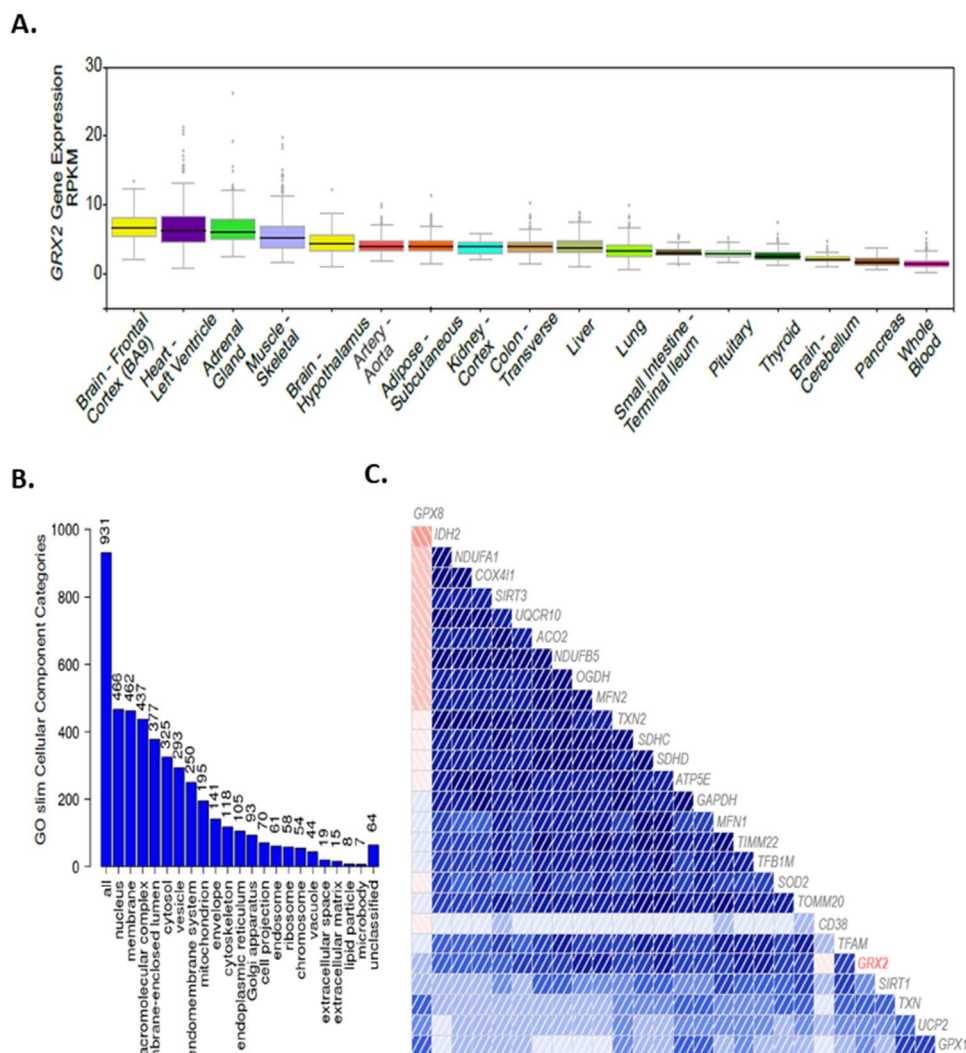 A.
GRX2 Gene Expression
RPKM
30
20
10
0
Brain - Frontal
Cortex (BA9)
Heart -
Left Ventricle
Adrenal
Gland
Muscle -
Skeletal
Brain -
Hypothalamus
Artery -
Aorta
Adipose -
Subcutaneous
Kidney -
Cortex
Colon -
Transverse
Liver
Lung
Small Intestine -
Terminal Ileum
Pituitary
Thyroid
Brain -
Cerebellum
Pancreas
Whole
Blood
B.
GO slim Cellular Component Categories
1000
800
600
400
200
0
931
466
462
437
377
325
293
250
195
141
118
105
93
70
61
58
54
44
19
15
8
7
64
all
nucleus
membrane
acromolecular complex
mbrane-enclosed lumen
cytosol
vesicle
endomembrane system
mitochondrion
envelope
cytoskeleton
endoplasmic reticulum
Golgi apparatus
cell projection
endosome
ribosome
chromosome
vacuole
extracellular space
extracellular matrix
lipid particle
microbody
unclassified
C.
GPX8
IDH2
NDUFA1
COX4I1
SIRT3
UQCR10
ACO2
NDUFB5
OGDH
MFN2
TXN2
SDHC
SDHD
ATP5E
GAPDH
MFN1
TIMM22
TFB1M
SOD2
TOMM20
CD38
TFAM
GRX2
SIRT1
TXN
UCP2
GPX1